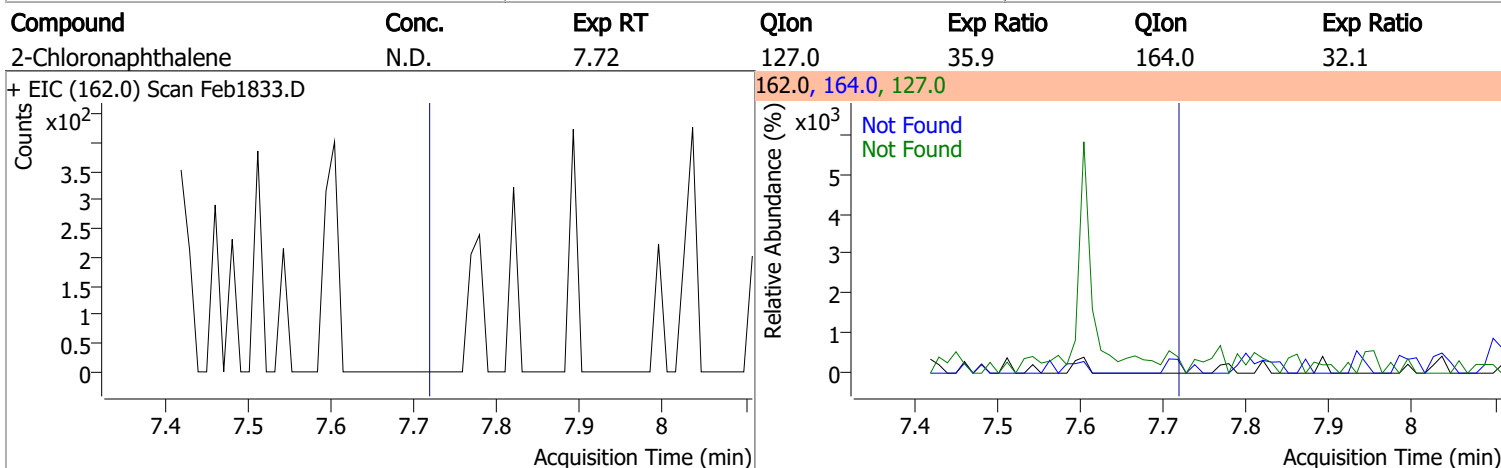 Compound Conc. Exp RT QIon Exp Ratio QIon Exp Ratio
2-Chloronaphthalene N.D. 7.72 127.0 35.9 164.0 32.1
+ EIC (162.0) Scan Feb1833.D
162.0, 164.0, 127.0
Counts
x10²
3.5
3
2.5
2
1.5
1
0.5
0
7.4 7.5 7.6 7.7 7.8 7.9 8
Acquisition Time (min)
Relative Abundance (%)
x10³
Not Found
Not Found
5
4
3
2
1
0
7.4 7.5 7.6 7.7 7.8 7.9 8
Acquisition Time (min)